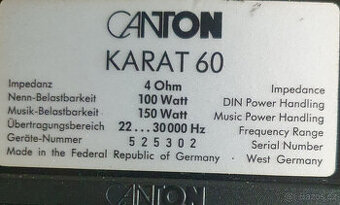 CANTON
KARAT 60
Impedanz 4 Ohm Impedance
Nenn-Belastbarkeit 100 Watt DIN Power Handling
Musik-Belastbarkeit 150 Watt Music Power Handling
Übertragungsbereich 22...30000 Hz Frequency Range
Geräte-Nummer 525302 Serial Number
Made in the Federal Republic of Germany West Germany
CANTON